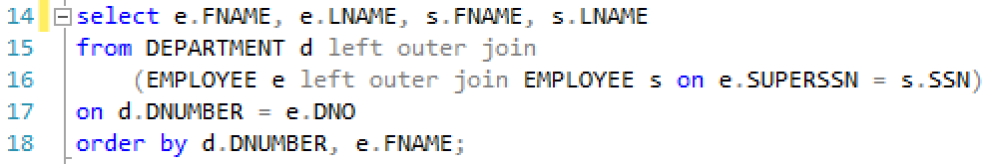 14 select e.FNAME, e.LNAME, s.FNAME, s.LNAME
15 from DEPARTMENT d left outer join
16     (EMPLOYEE e left outer join EMPLOYEE s on e.SUPERSSN = s.SSN)
17 on d.DNUMBER = e.DNO
18 order by d.DNUMBER, e.FNAME;